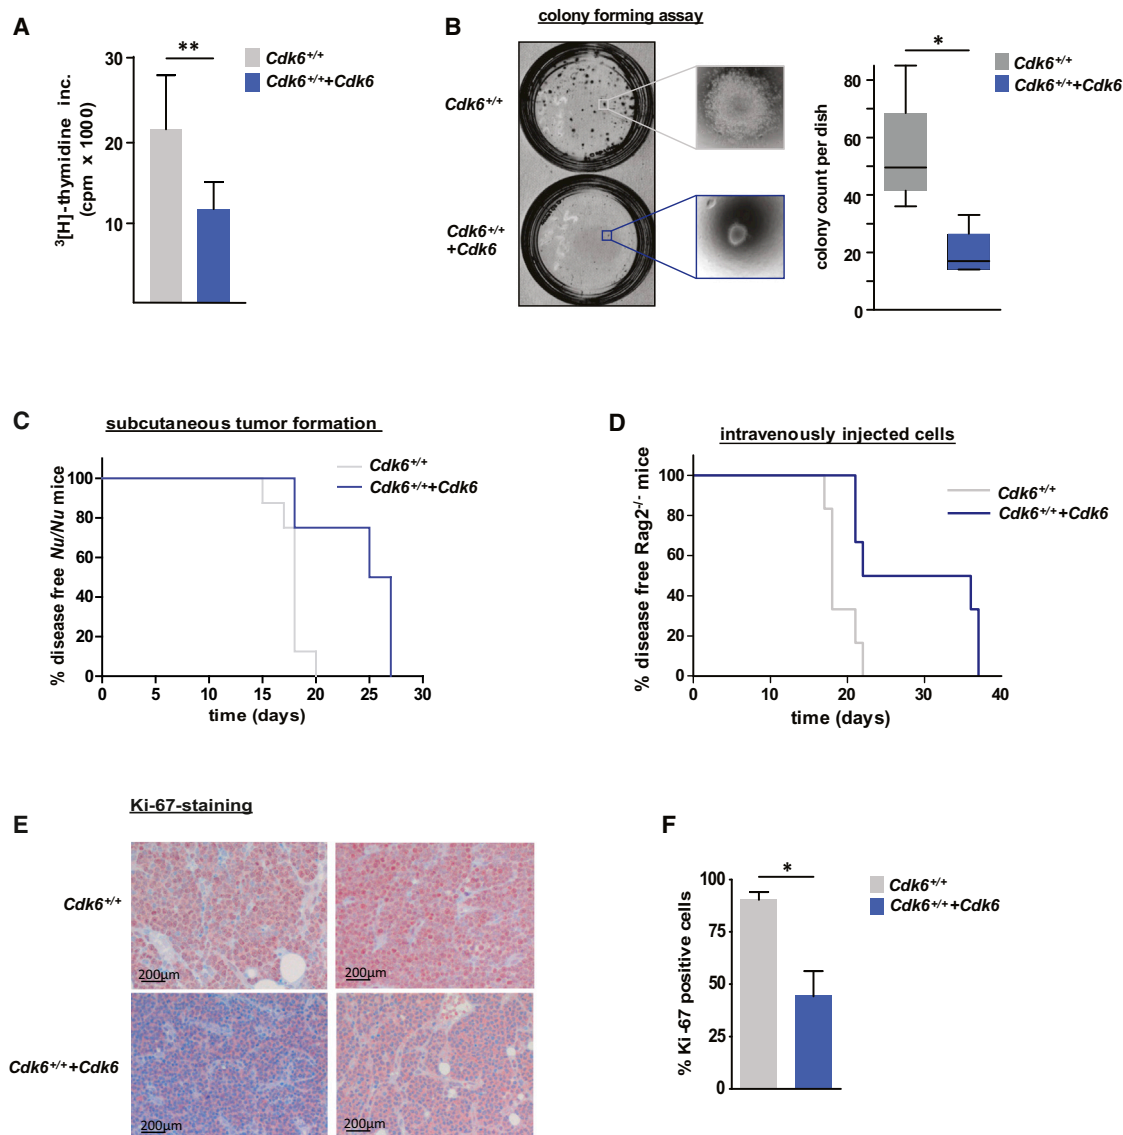 A
3[H]-thymidine inc.
(cpm x 1000)
30
20
10
**
Cdk6+/+
Cdk6+/++Cdk6
B
colony forming assay
Cdk6+/+
Cdk6+/+
+Cdk6
colony count per dish
80
60
40
20
0
*
Cdk6+/+
Cdk6+/++Cdk6
C
subcutaneous tumor formation
% disease free Nu/Nu mice
100
80
60
40
20
0
0 5 10 15 20 25 30
time (days)
Cdk6+/+
Cdk6+/++Cdk6
D
intravenously injected cells
% disease free Rag2-/- mice
100
80
60
40
20
0
0 10 20 30 40
time (days)
Cdk6+/+
Cdk6+/++Cdk6
E
Ki-67-staining
Cdk6+/+
200µm
200µm
Cdk6+/++Cdk6
200µm
200µm
F
% Ki-67 positive cells
100
75
50
25
0
*
Cdk6+/+
Cdk6+/++Cdk6